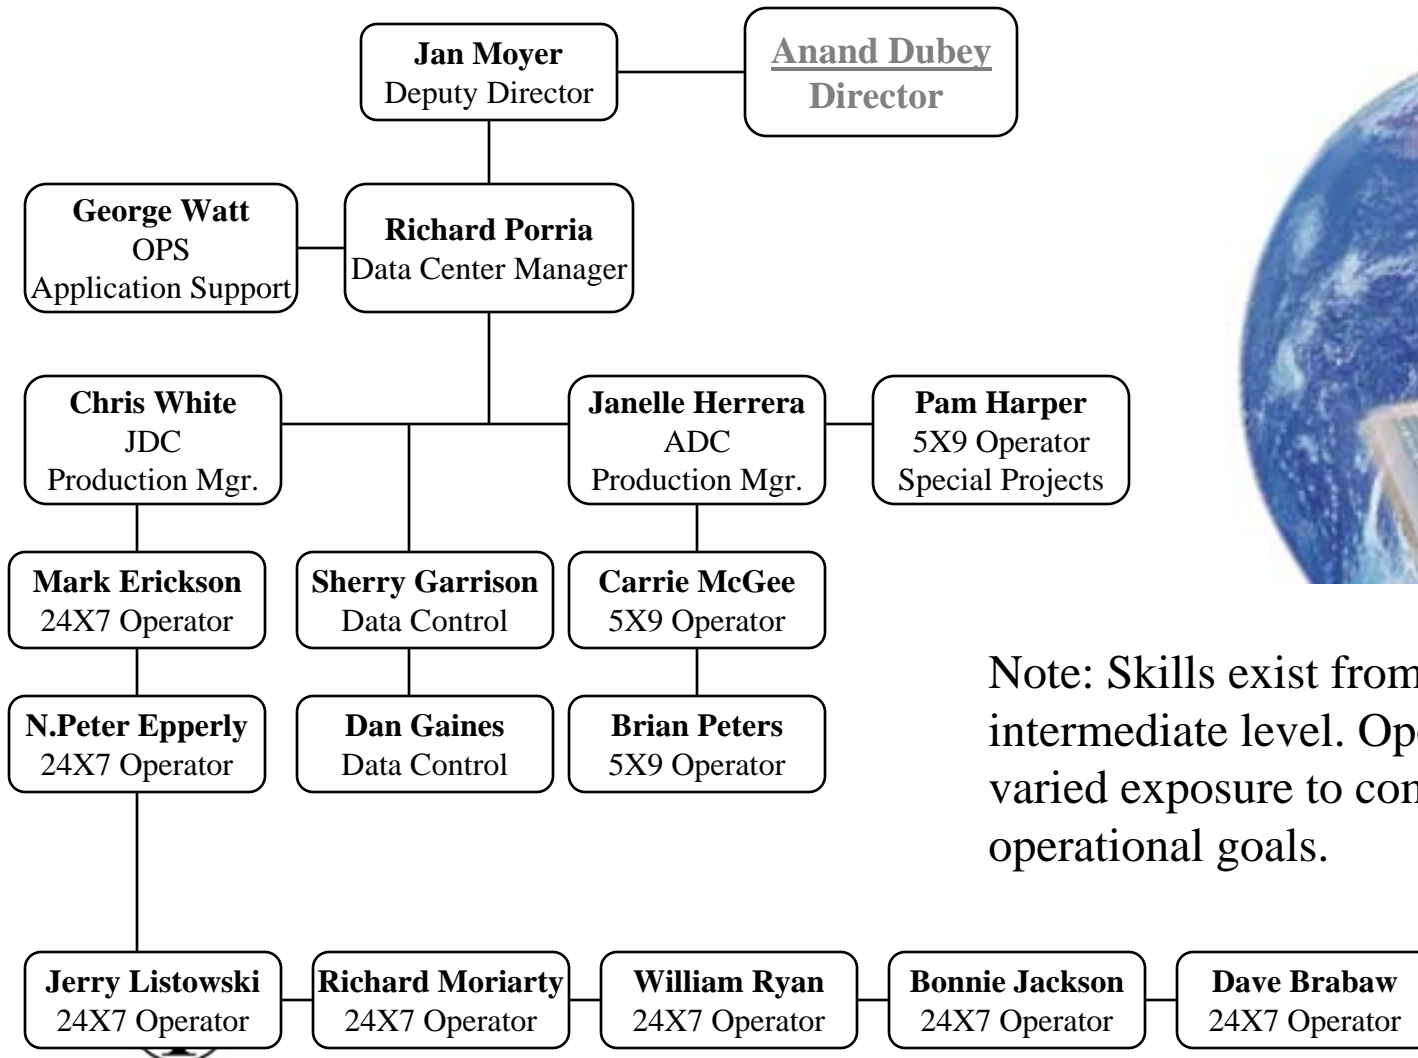 Jan Moyer
Deputy Director
Anand Dubey
Director
George Watt
OPS
Application Support
Richard Porria
Data Center Manager
Chris White
JDC
Production Mgr.
Janelle Herrera
ADC
Production Mgr.
Pam Harper
5X9 Operator
Special Projects
Mark Erickson
24X7 Operator
Sherry Garrison
Data Control
Carrie McGee
5X9 Operator
N.Peter Epperly
24X7 Operator
Dan Gaines
Data Control
Brian Peters
5X9 Operator
Note: Skills exist from
intermediate level.
varied exposure to
operational goals.
Jerry Listowski
24X7 Operator
Richard Moriarty
24X7 Operator
William Ryan
24X7 Operator
Bonnie Jackson
24X7 Operator
Dave Brabaw
24X7 Operator